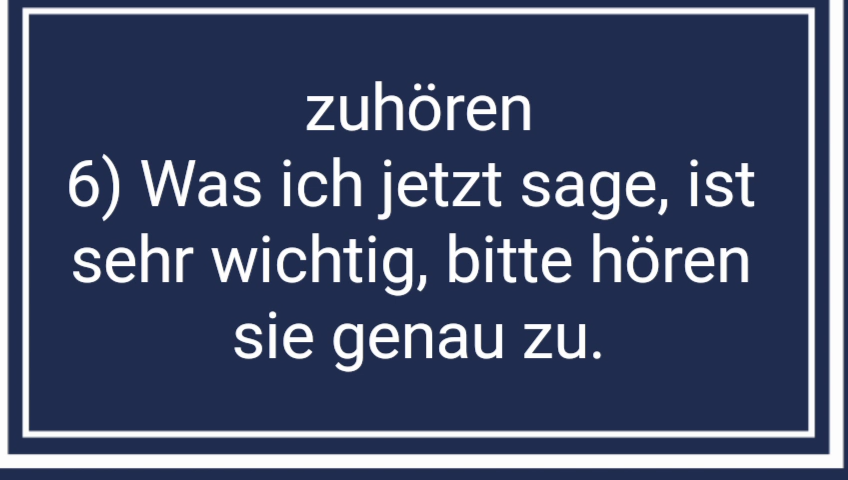 zuhören
6) Was ich jetzt sage, ist
sehr wichtig, bitte hören
sie genau zu.